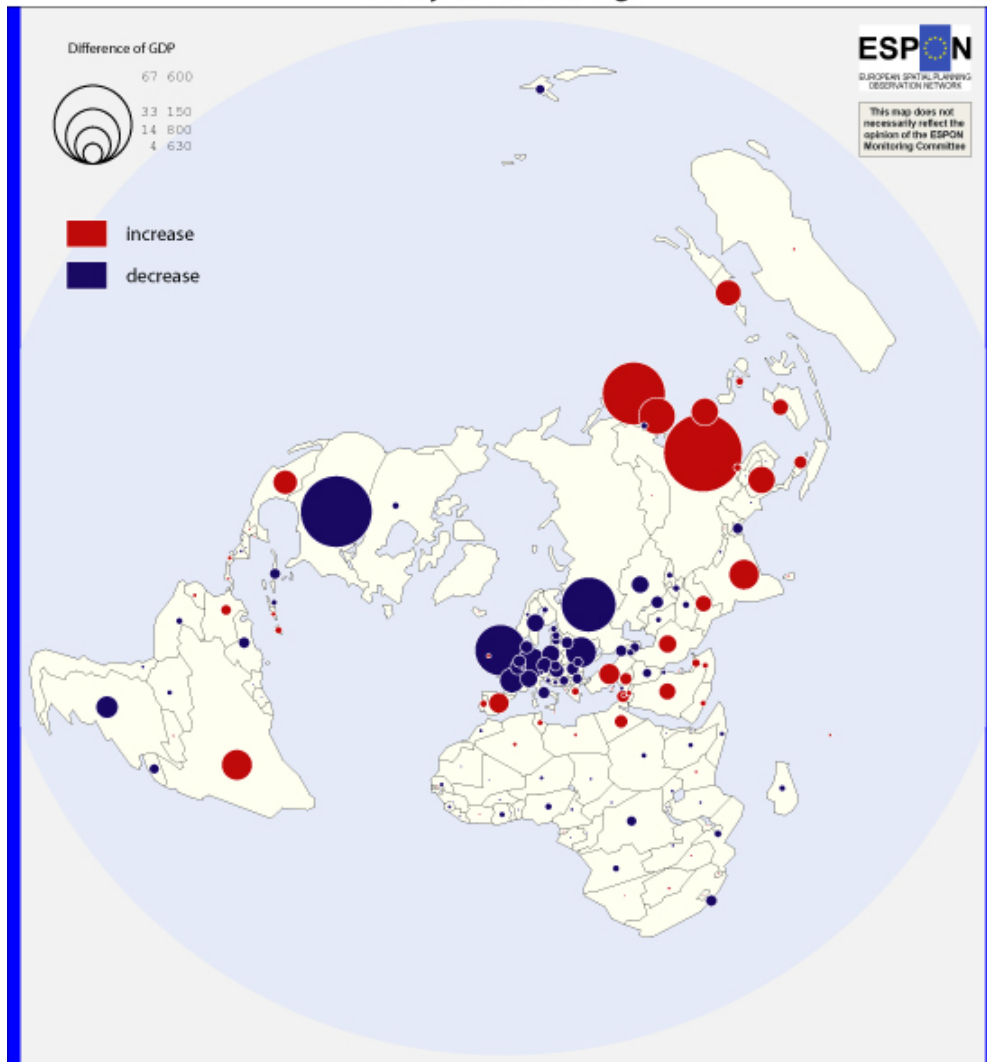 Difference of GDP
67 600
33 150
14 800
4 630
increase
decrease
ESPON
EUROPEAN SPATIAL PLANNING
OBSERVATION NETWORK
This map does not
necessarily reflect the
opinion of the ESPON
Monitoring Committee